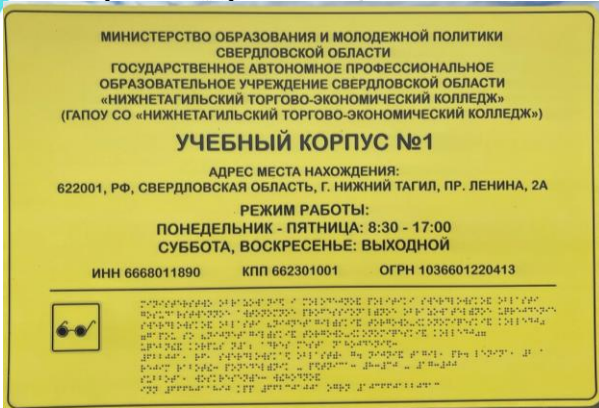 МИНИСТЕРСТВО ОБРАЗОВАНИЯ И МОЛОДЕЖНОЙ ПОЛИТИКИ
СВЕРДЛОВСКОЙ ОБЛАСТИ
ГОСУДАРСТВЕННОЕ АВТОНОМНОЕ ПРОФЕССИОНАЛЬНОЕ
ОБРАЗОВАТЕЛЬНОЕ УЧРЕЖДЕНИЕ СВЕРДЛОВСКОЙ ОБЛАСТИ
«НИЖНЕТАГИЛЬСКИЙ ТОРГОВО-ЭКОНОМИЧЕСКИЙ КОЛЛЕДЖ»
(ГАПОУ СО «НИЖНЕТАГИЛЬСКИЙ ТОРГОВО-ЭКОНОМИЧЕСКИЙ КОЛЛЕДЖ»)
УЧЕБНЫЙ КОРПУС №1
АДРЕС МЕСТА НАХОЖДЕНИЯ:
622001, РФ, СВЕРДЛОВСКАЯ ОБЛАСТЬ, Г. НИЖНИЙ ТАГИЛ, ПР. ЛЕНИНА, 2А
РЕЖИМ РАБОТЫ:
ПОНЕДЕЛЬНИК - ПЯТНИЦА: 8:30 - 17:00
СУББОТА, ВОСКРЕСЕНЬЕ: ВЫХОДНОЙ
ИНН 6668011890 КПП 662301001 ОГРН 1036601220413